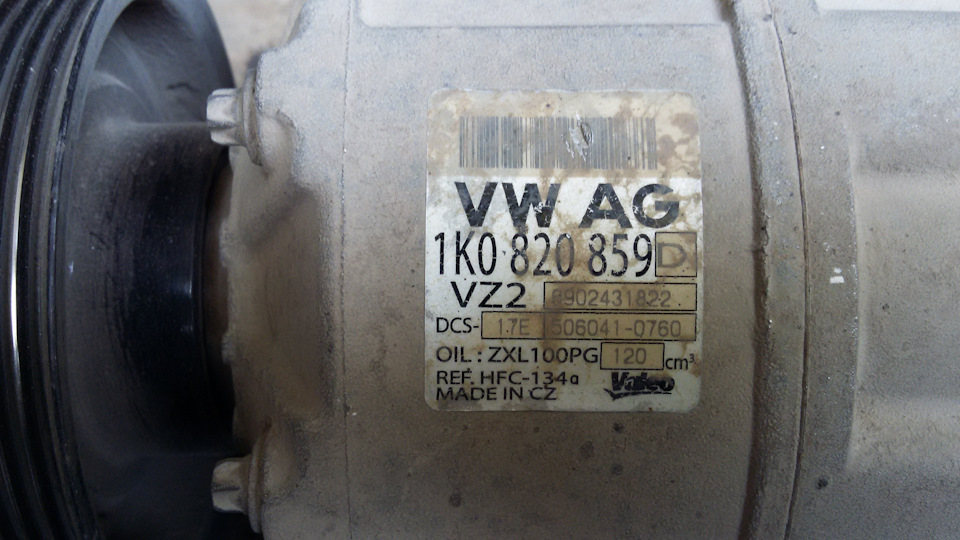 VW AG
1K0 820 859 D
VZ2 6902431822
DCS-17E 506041-0760
OIL : ZXL100PG 120 cm³
REF. HFC-134a
MADE IN CZ
Valeo